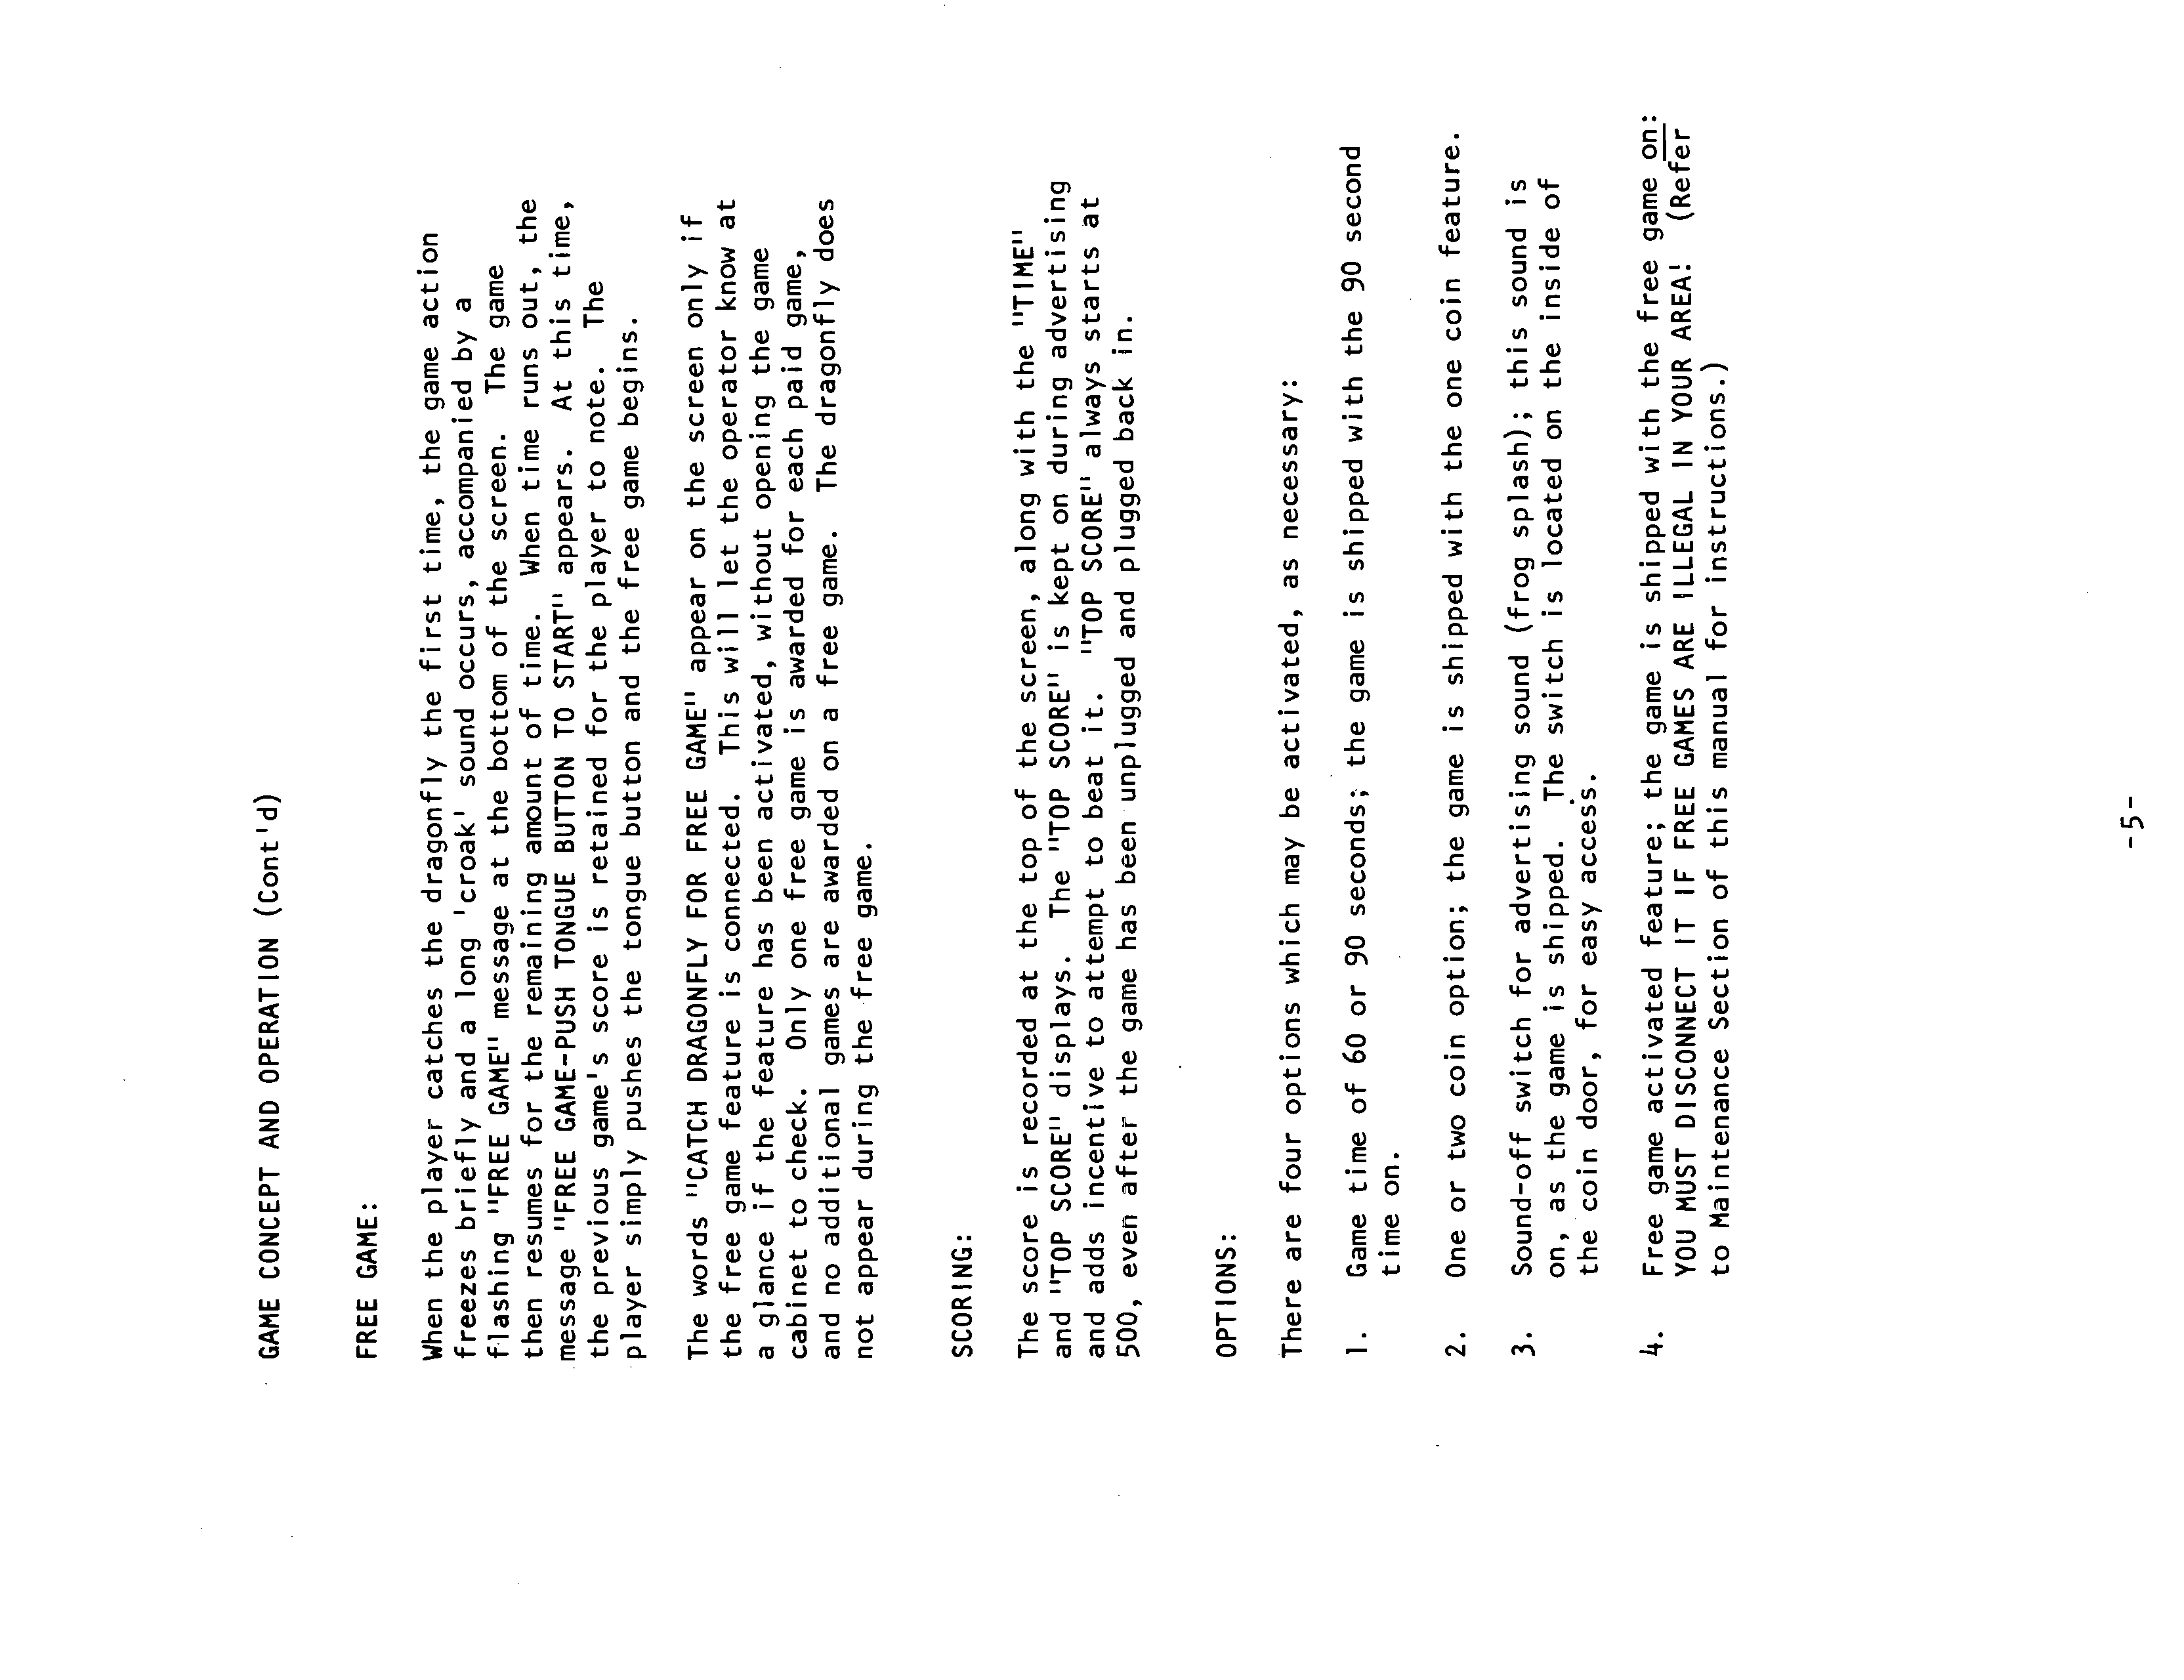 GAME CONCEPT AND OPERATION (Cont'd)
FREE GAME:
When the player catches the dragonfly the first time, the game action
freezes briefly and a long 'croak' sound occurs, accompanied by a
flashing "FREE GAME" message at the bottom of the screen. The game
then resumes for the remaining amount of time. When time runs out, the
message "FREE GAME-PUSH TONGUE BUTTON TO START" appears. At this time,
the previous game's score is retained for the player to note. The
player simply pushes the tongue button and the free game begins.
The words "CATCH DRAGONFLY FOR FREE GAME" appear on the screen only if
the free game feature is connected. This will let the operator know at
a glance if the feature has been activated, without opening the game
cabinet to check. Only one free game is awarded for each paid game,
and no additional games are awarded on a free game. The dragonfly does
not appear during the free game.
SCORING:
The score is recorded at the top of the screen, along with the "TIME"
and "TOP SCORE" displays. The "TOP SCORE" is kept on during advertising
and adds incentive to attempt to beat it. "TOP SCORE" always starts at
500, even after the game has been unplugged and plugged back in.
OPTIONS:
There are four options which may be activated, as necessary:
1. Game time of 60 or 90 seconds; the game is shipped with the 90 second
time on.
2. One or two coin option; the game is shipped with the one coin feature.
3. Sound-off switch for advertising sound (frog splash); this sound is
on, as the game is shipped. The switch is located on the inside of
the coin door, for easy access.
4. Free game activated feature; the game is shipped with the free game on:
YOU MUST DISCONNECT IT IF FREE GAMES ARE ILLEGAL IN YOUR AREA! (Refer
to Maintenance Section of this manual for instructions.)
-5-